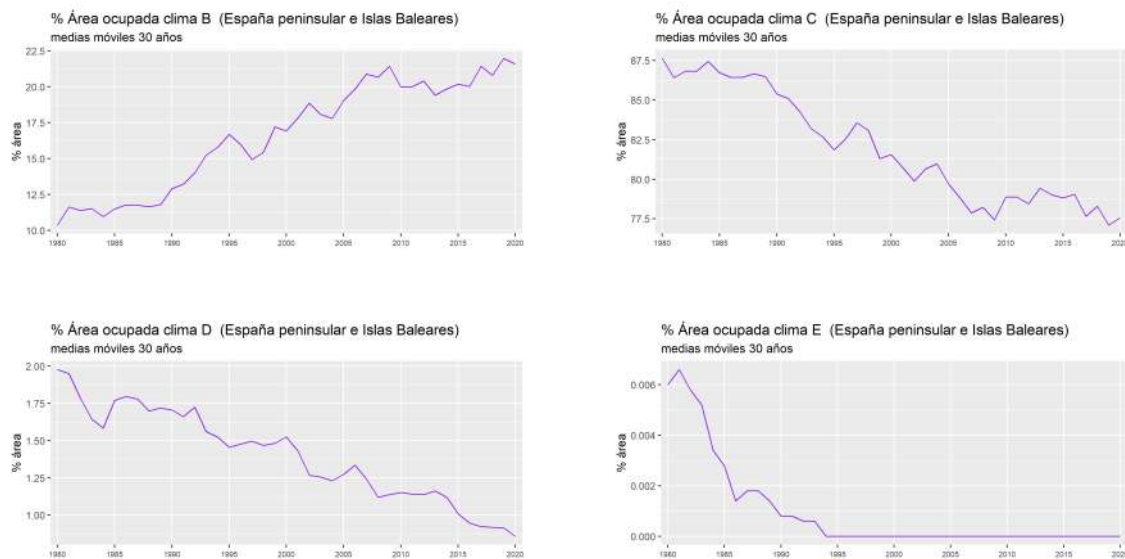 % Área ocupada clima B (España peninsular e Islas Baleares)
medias móviles 30 años
22.5
20.0
17.5
15.0
12.5
10.0
% área
1980 1985 1990 1995 2000 2005 2010 2015 2020
% Área ocupada clima C (España peninsular e Islas Baleares)
medias móviles 30 años
87.5
85.0
82.5
80.0
77.5
% área
1980 1985 1990 1995 2000 2005 2010 2015 2020
% Área ocupada clima D (España peninsular e Islas Baleares)
medias móviles 30 años
2.00
1.75
1.50
1.25
1.00
% área
1980 1985 1990 1995 2000 2005 2010 2015 2020
% Área ocupada clima E (España peninsular e Islas Baleares)
medias móviles 30 años
0.006
0.004
0.002
0.000
% área
1980 1985 1990 1995 2000 2005 2010 2015 2020